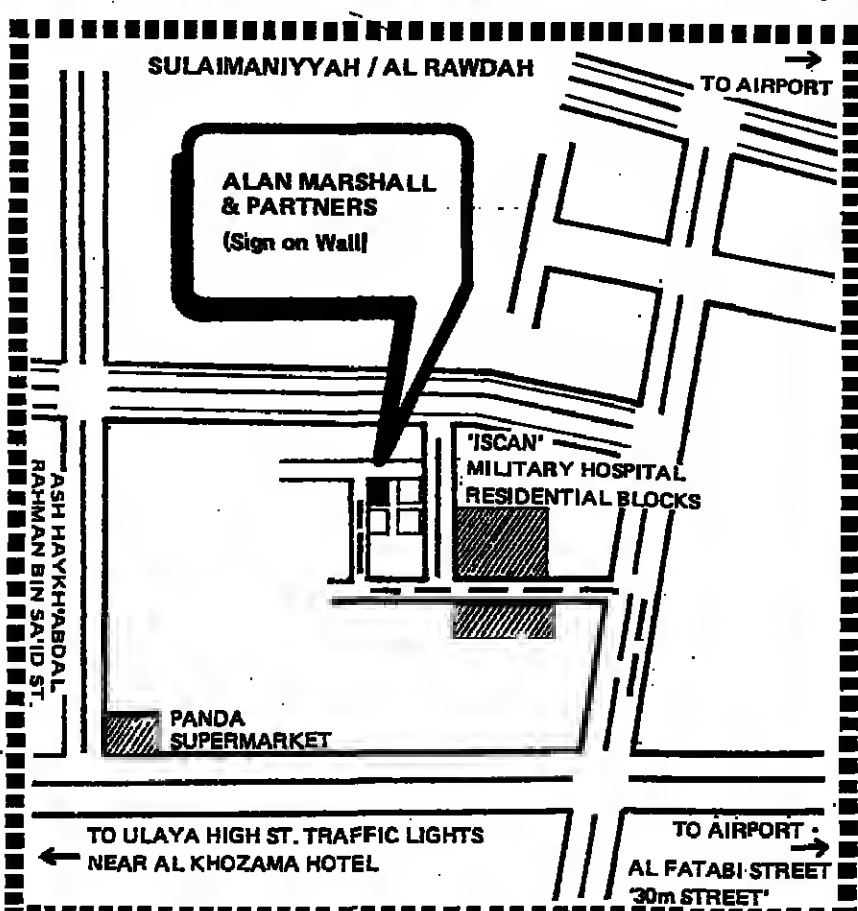 SULAIMANIYYAH / AL RAWDAH
TO AIRPORT
ALAN MARSHALL
& PARTNERS
(Sign on Wall)
'ISCAN'
MILITARY HOSPITAL
RESIDENTIAL BLOCKS
ASH HAYKH'ABDAL
RAHMAN BIN SA'ID ST.
PANDA
SUPERMARKET
TO ULAYA HIGH ST. TRAFFIC LIGHTS
NEAR AL KHOZAMA HOTEL
TO AIRPORT
AL FATABI STREET
'30m STREET'